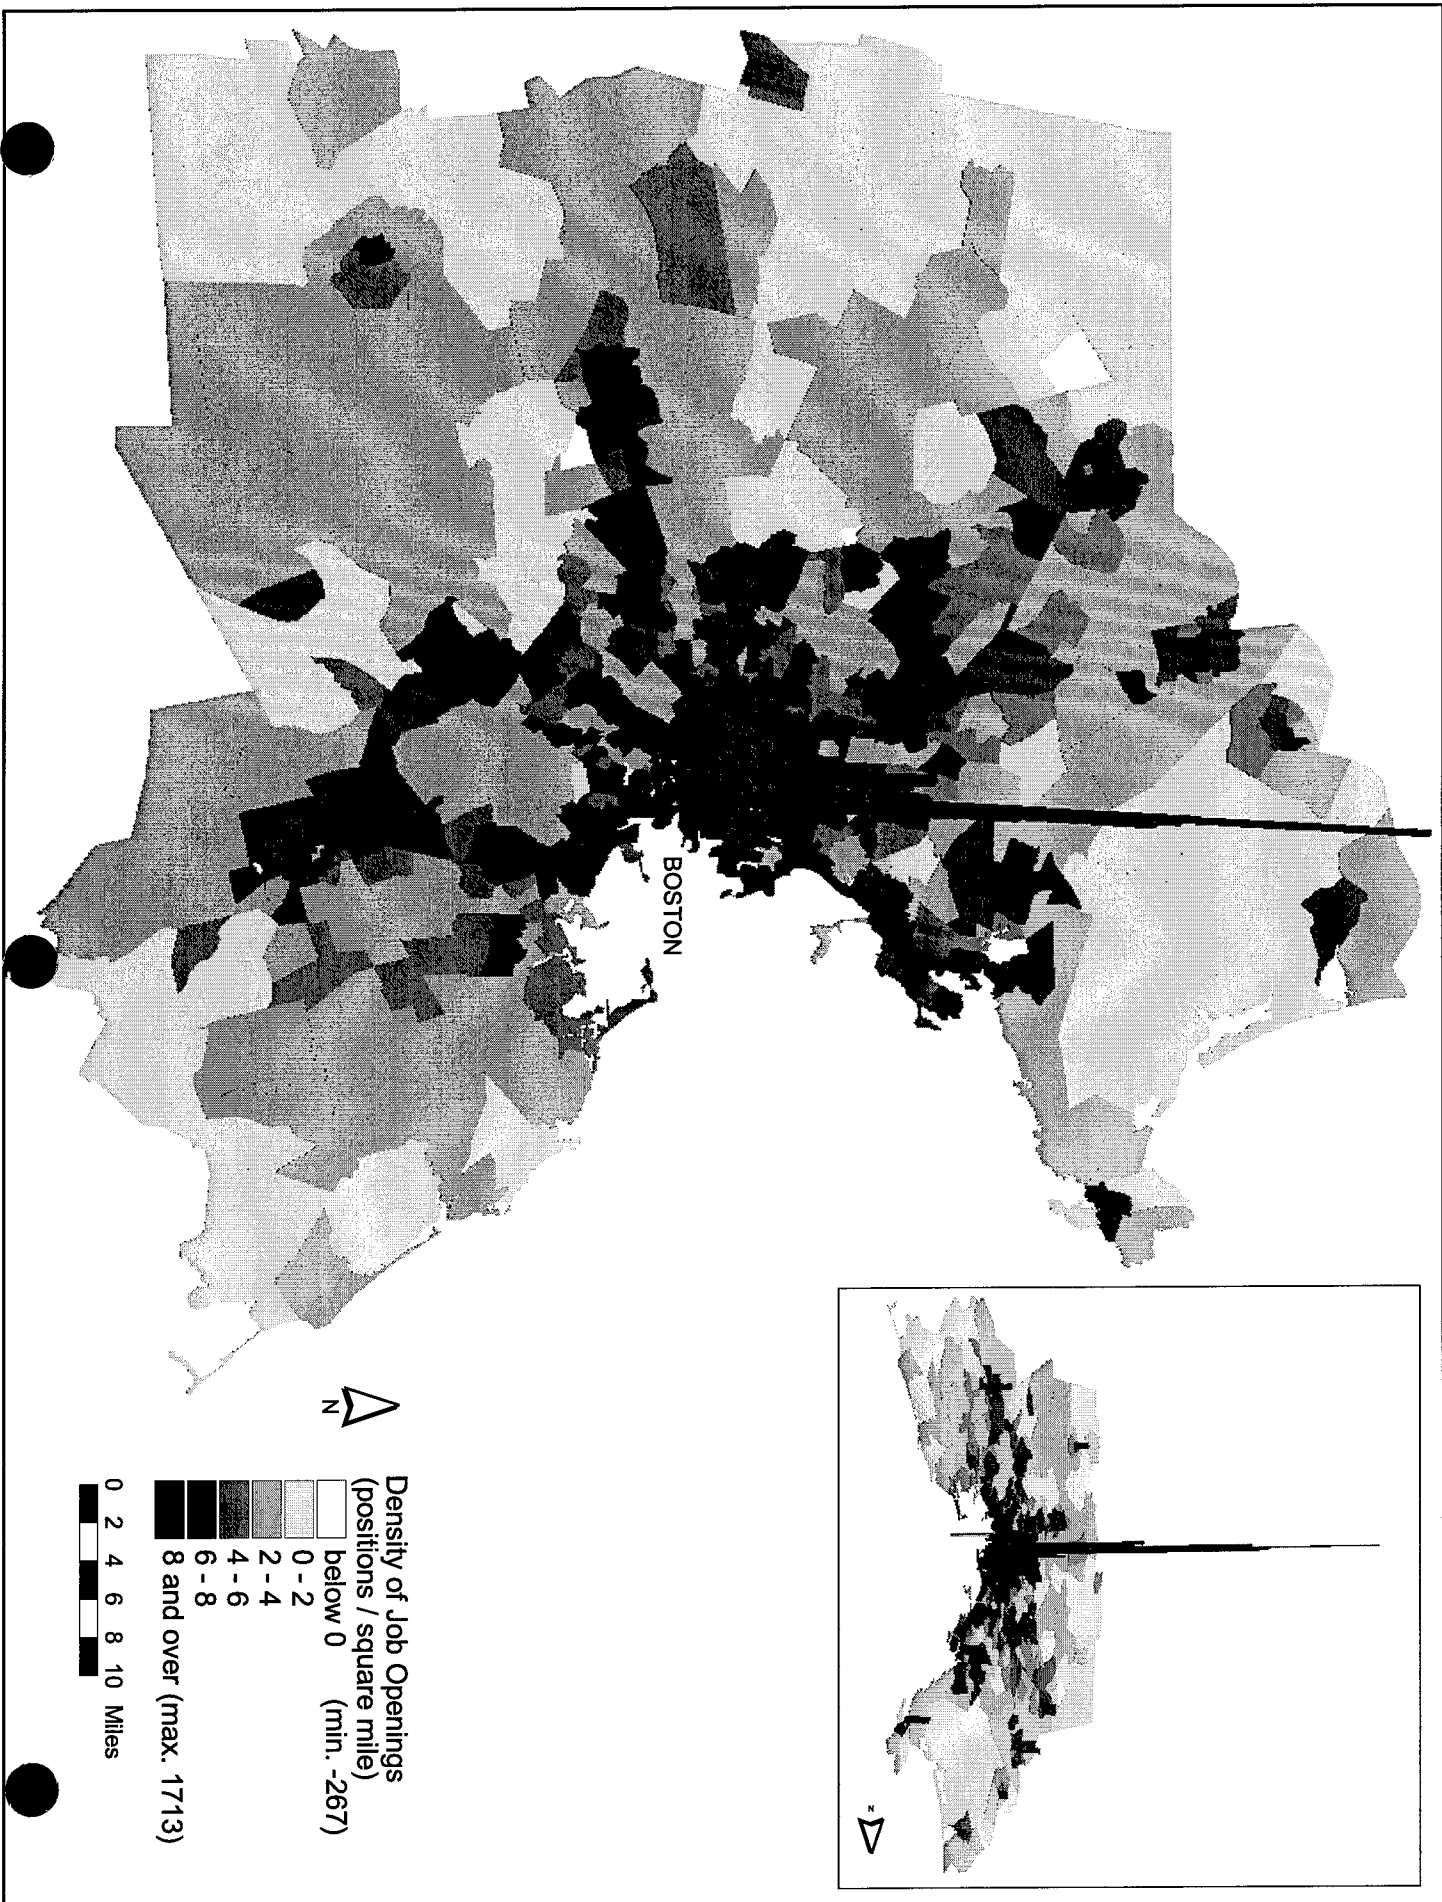 BOSTON
N
N
Density of Job Openings
(positions / square mile)
below 0 (min. -267)
0 - 2
2 - 4
4 - 6
6 - 8
8 and over (max. 1713)
0 2 4 6 8 10 Miles